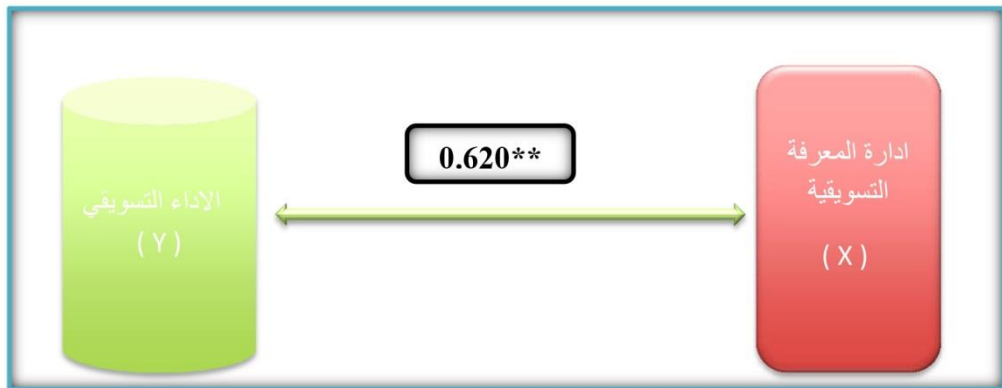 ادارة المعرفة
التسويقية
( X )
0.620**
الاداء التسويقي
( Y )